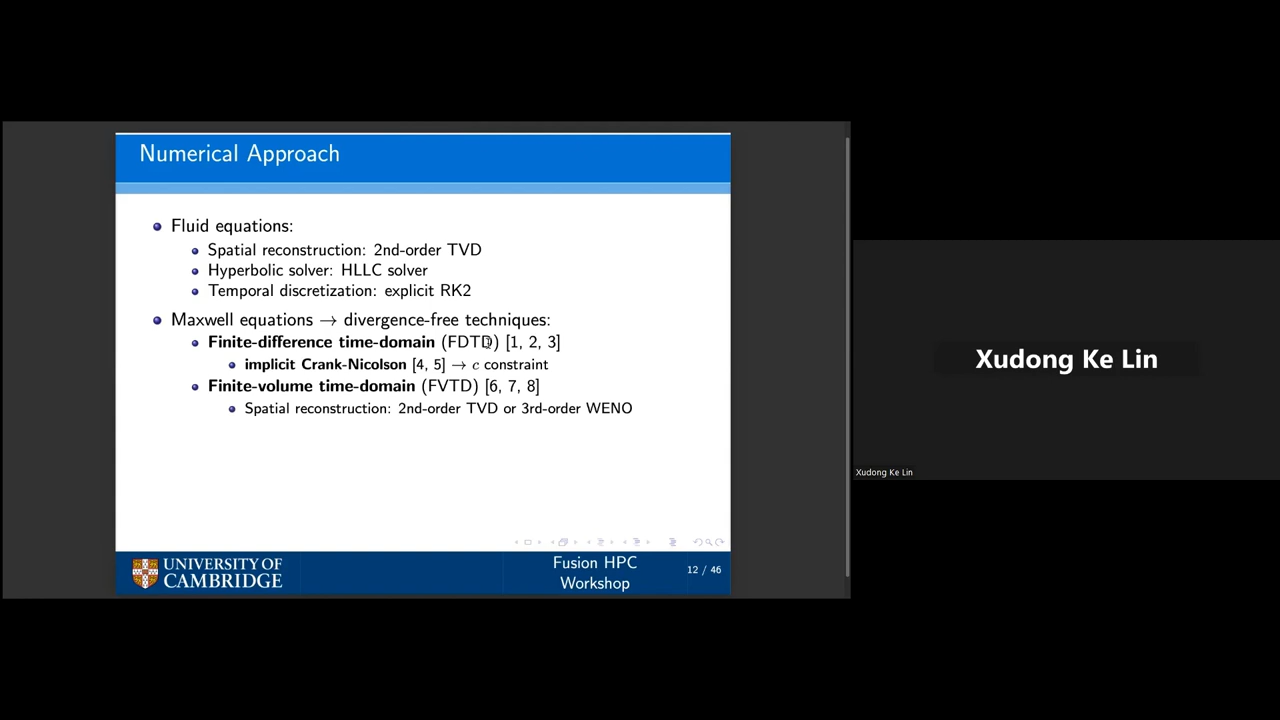 Numerical Approach
Fluid equations:
Spatial reconstruction: 2nd-order TVD
Hyperbolic solver: HLLC solver
Temporal discretization: explicit RK2
Maxwell equations → divergence-free techniques:
Finite-difference time-domain (FDTD) [1, 2, 3]
implicit Crank-Nicolson [4, 5] → c constraint
Finite-volume time-domain (FVTD) [6, 7, 8]
Spatial reconstruction: 2nd-order TVD or 3rd-order WENO
UNIVERSITY OF
CAMBRIDGE
Fusion HPC
Workshop
12 / 46
Xudong Ke Lin
Xudong Ke Lin